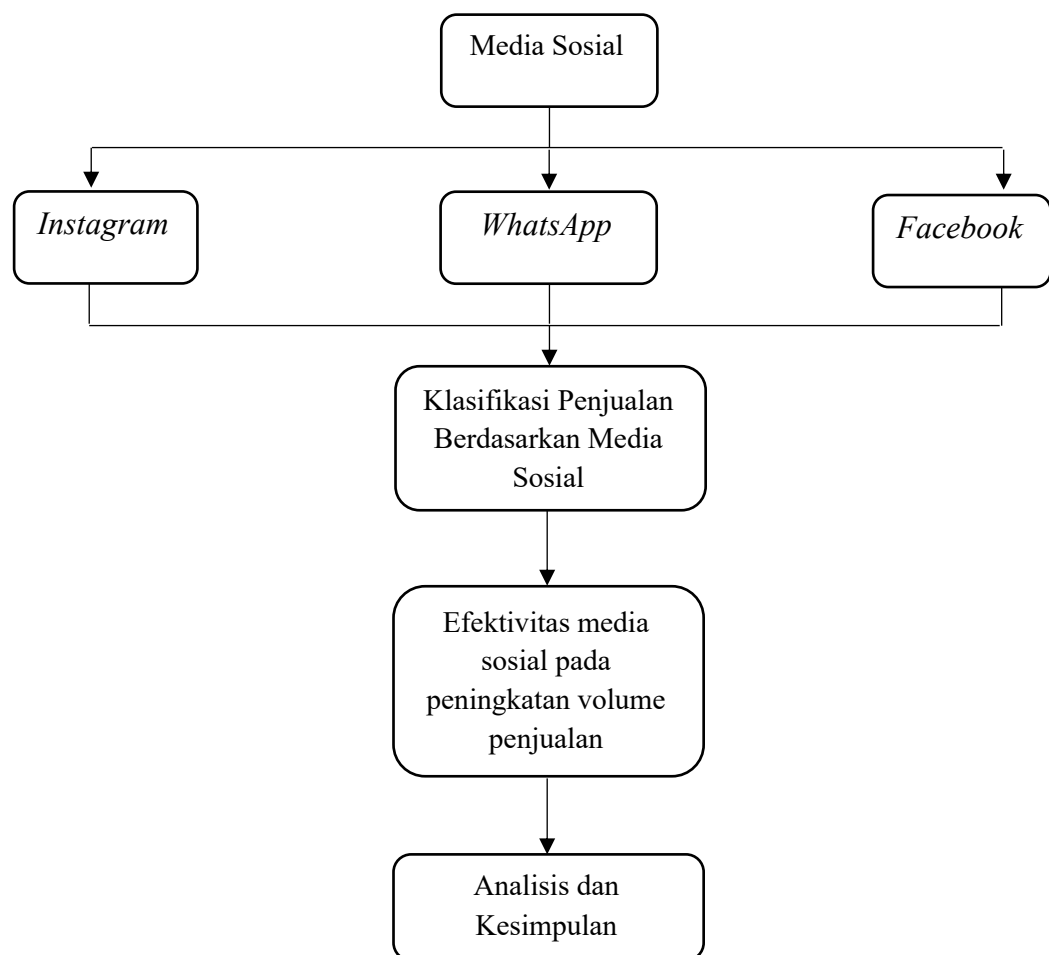 Media Sosial
Instagram
WhatsApp
Facebook
Klasifikasi Penjualan
Berdasarkan Media
Sosial
Efektivitas media
sosial pada
peningkatan volume
penjualan
Analisis dan
Kesimpulan